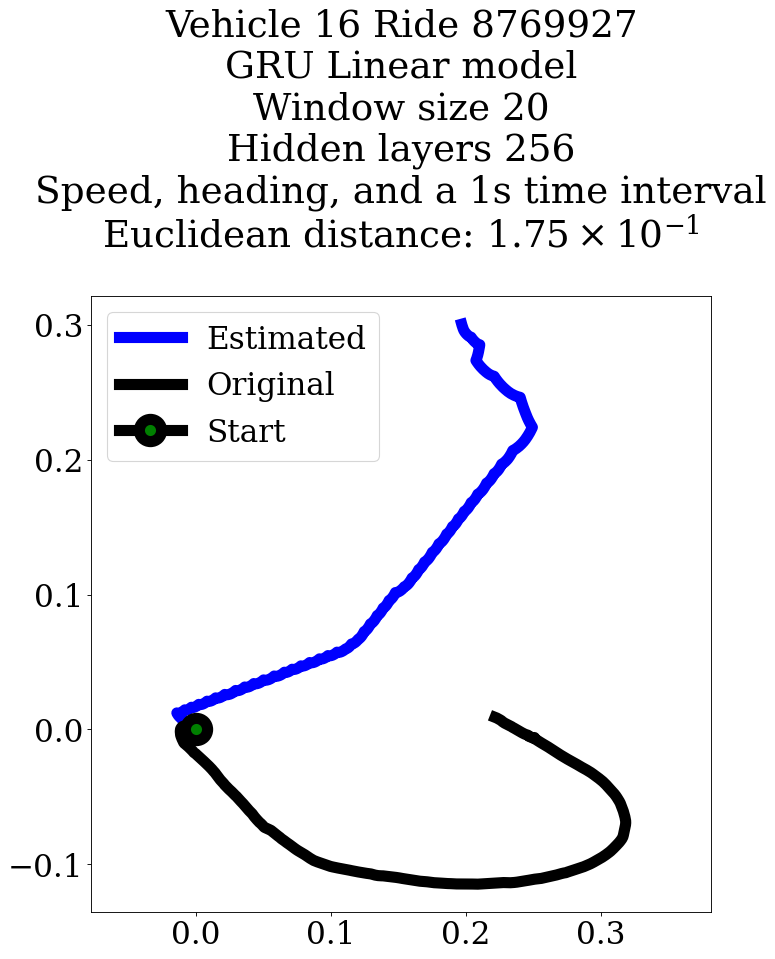 Vehicle 16 Ride 8769927
GRU Linear model
Window size 20
Hidden layers 256
Speed, heading, and a 1s time interval
Euclidean distance: 1.75 × 10⁻¹
Estimated
Original
Start
0.3
0.2
0.1
0.0
−0.1
0.0 0.1 0.2 0.3